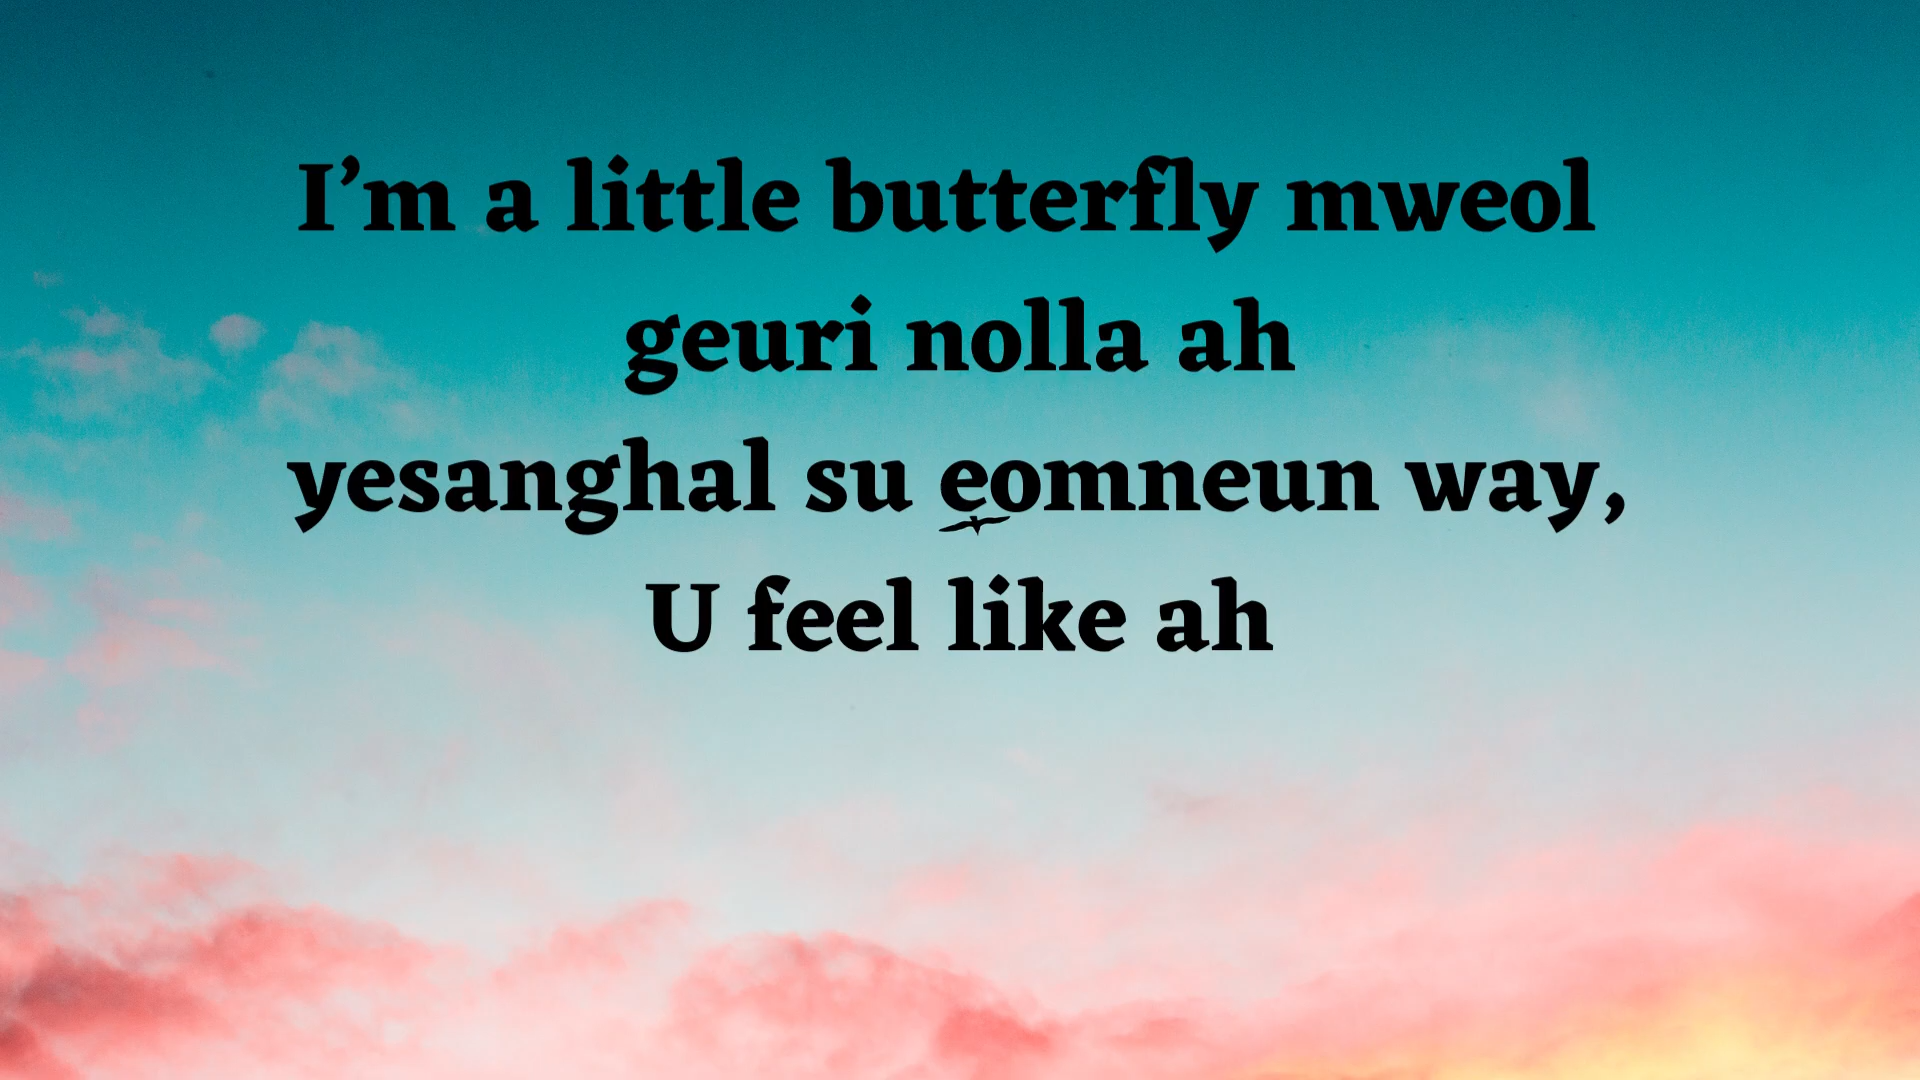 I’m a little butterfly mweol
geuri nolla ah
yesanghal su eomneun way,
U feel like ah